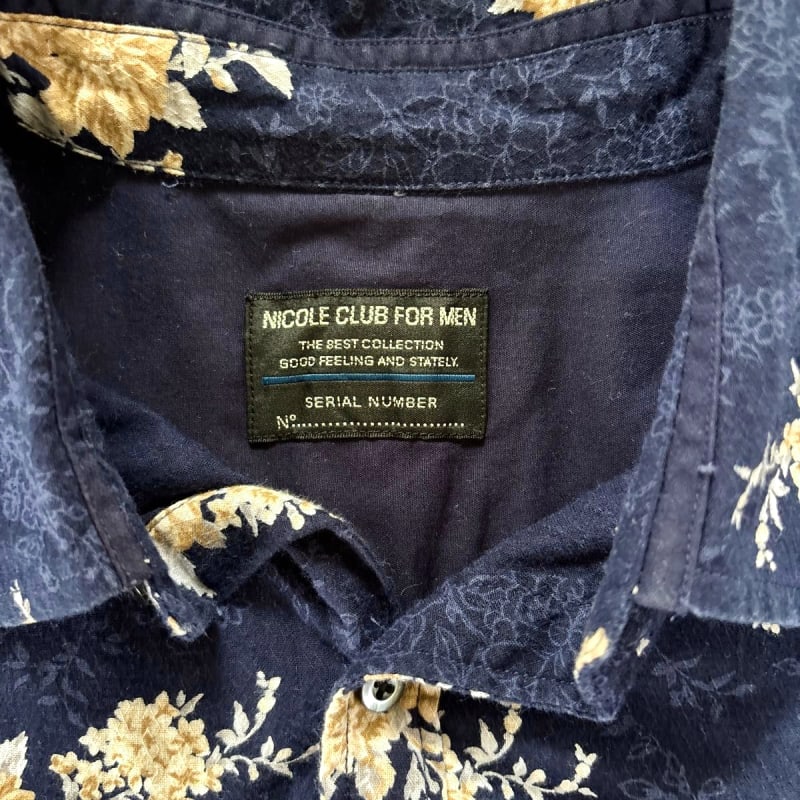 NICOLE CLUB FOR MEN
THE BEST COLLECTION
GOOD FEELING AND STATELY.
SERIAL NUMBER
Nº........................